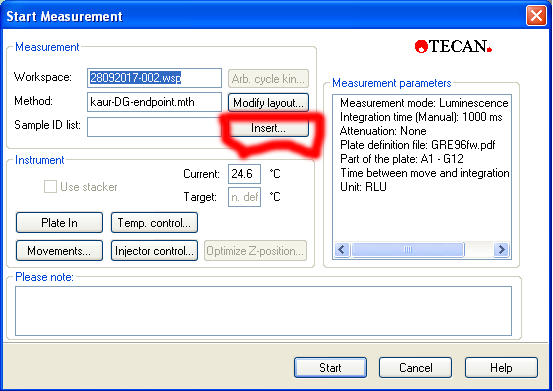 Start Measurement
Measurement
TECAN.
Workspace: 28092017-002.wsp Arb. cycle kin...
Method: kaur-DG-endpoint.mth Modify layout...
Sample ID list: Insert...
Measurement parameters
Measurement mode: Luminescence
Integration time (Manual): 1000 ms
Attenuation: None
Plate definition file: GRE96fw.pdf
Part of the plate: A1 - G12
Time between move and integration
Unit: RLU
Instrument
Use stacker
Current: 24.6 °C
Target: n. def °C
Plate In Temp. control...
Movements... Injector control... Optimize Z-position...
Please note:
Start Cancel Help